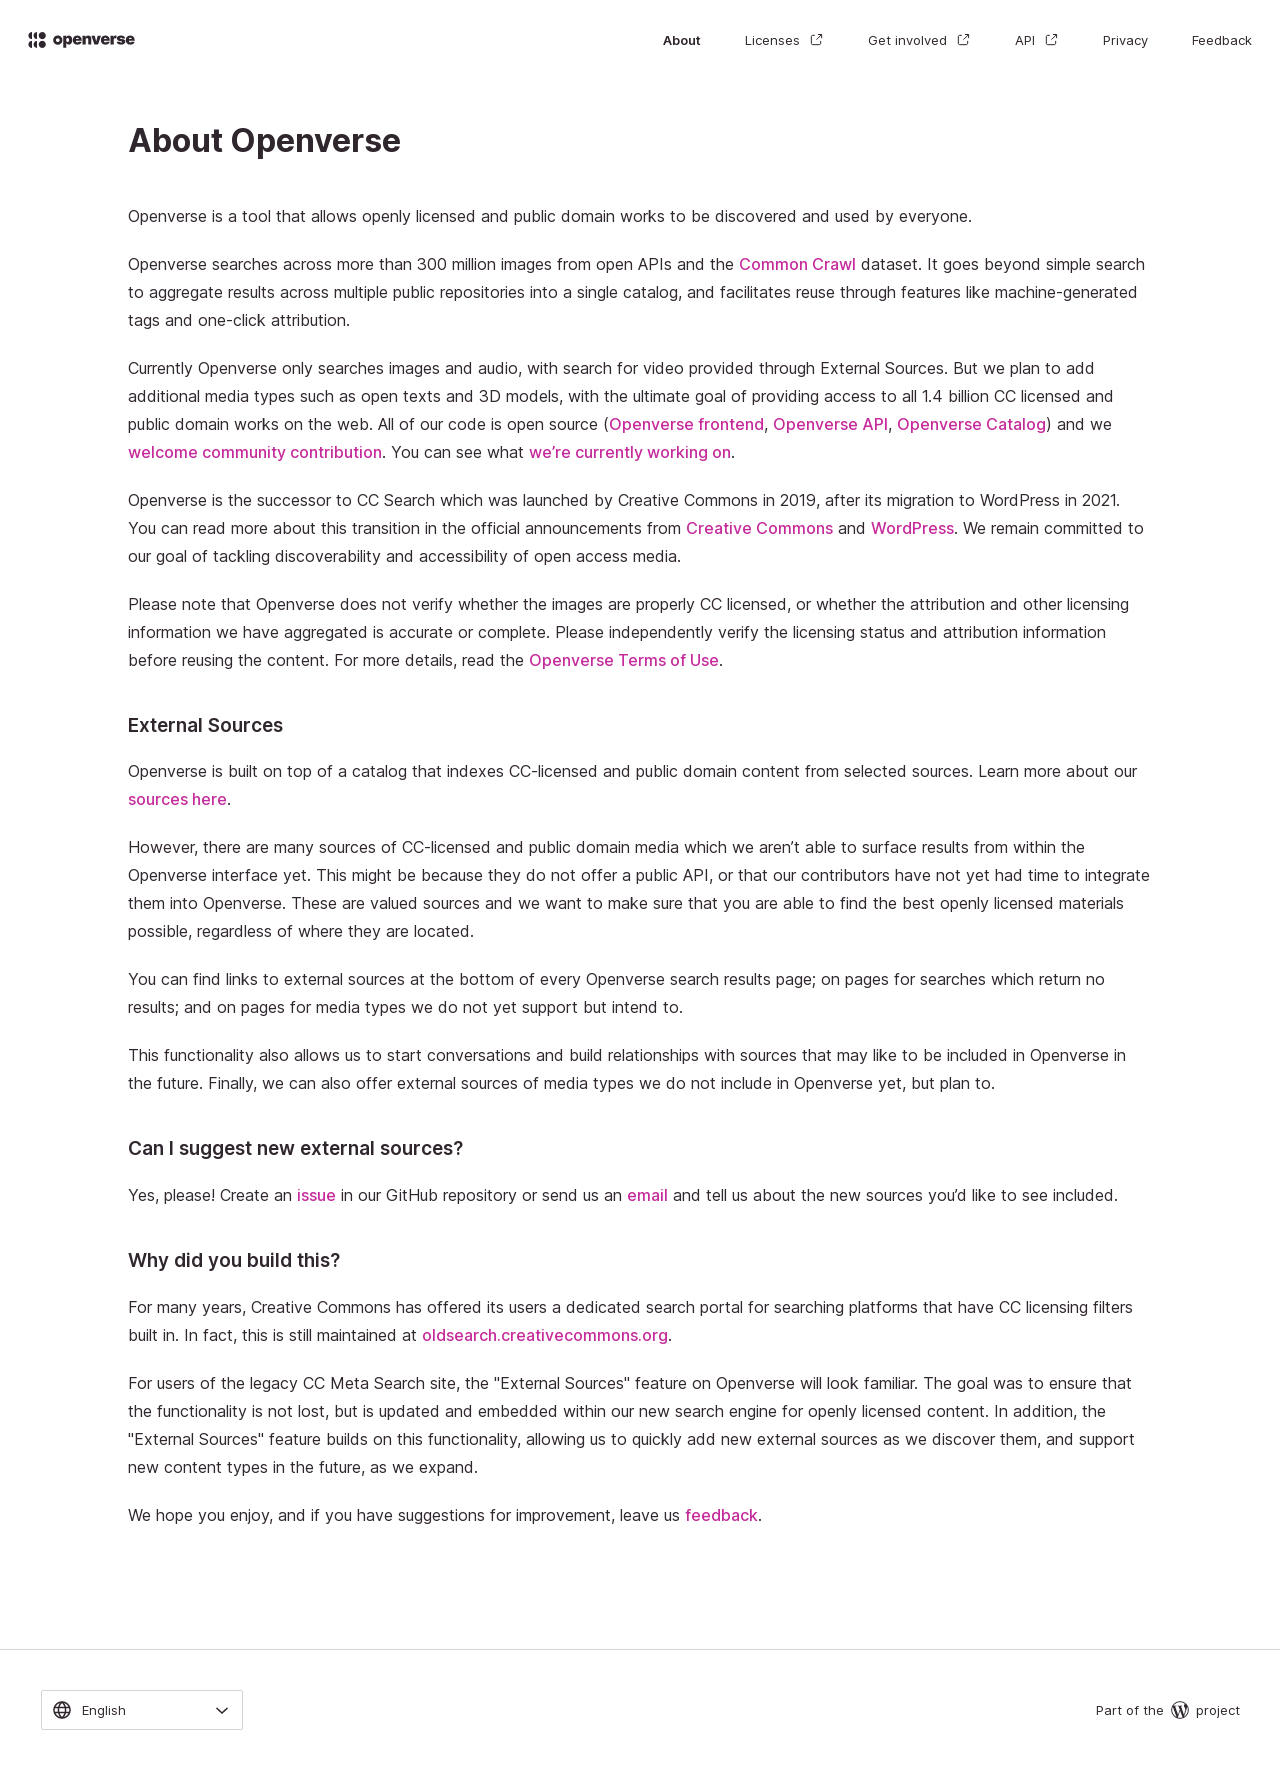 openverse
About
Licenses
Get involved
API
Privacy
Feedback
About Openverse
Openverse is a tool that allows openly licensed and public domain works to be discovered and used by everyone.
Openverse searches across more than 300 million images from open APIs and the Common Crawl dataset. It goes beyond simple search
to aggregate results across multiple public repositories into a single catalog, and facilitates reuse through features like machine-generated
tags and one-click attribution.
Currently Openverse only searches images and audio, with search for video provided through External Sources. But we plan to add
additional media types such as open texts and 3D models, with the ultimate goal of providing access to all 1.4 billion CC licensed and
public domain works on the web. All of our code is open source (Openverse frontend, Openverse API, Openverse Catalog) and we
welcome community contribution. You can see what we’re currently working on.
Openverse is the successor to CC Search which was launched by Creative Commons in 2019, after its migration to WordPress in 2021.
You can read more about this transition in the official announcements from Creative Commons and WordPress. We remain committed to
our goal of tackling discoverability and accessibility of open access media.
Please note that Openverse does not verify whether the images are properly CC licensed, or whether the attribution and other licensing
information we have aggregated is accurate or complete. Please independently verify the licensing status and attribution information
before reusing the content. For more details, read the Openverse Terms of Use.
External Sources
Openverse is built on top of a catalog that indexes CC-licensed and public domain content from selected sources. Learn more about our
sources here.
However, there are many sources of CC-licensed and public domain media which we aren’t able to surface results from within the
Openverse interface yet. This might be because they do not offer a public API, or that our contributors have not yet had time to integrate
them into Openverse. These are valued sources and we want to make sure that you are able to find the best openly licensed materials
possible, regardless of where they are located.
You can find links to external sources at the bottom of every Openverse search results page; on pages for searches which return no
results; and on pages for media types we do not yet support but intend to.
This functionality also allows us to start conversations and build relationships with sources that may like to be included in Openverse in
the future. Finally, we can also offer external sources of media types we do not include in Openverse yet, but plan to.
Can I suggest new external sources?
Yes, please! Create an issue in our GitHub repository or send us an email and tell us about the new sources you’d like to see included.
Why did you build this?
For many years, Creative Commons has offered its users a dedicated search portal for searching platforms that have CC licensing filters
built in. In fact, this is still maintained at oldsearch.creativecommons.org.
For users of the legacy CC Meta Search site, the "External Sources" feature on Openverse will look familiar. The goal was to ensure that
the functionality is not lost, but is updated and embedded within our new search engine for openly licensed content. In addition, the
"External Sources" feature builds on this functionality, allowing us to quickly add new external sources as we discover them, and support
new content types in the future, as we expand.
We hope you enjoy, and if you have suggestions for improvement, leave us feedback.
English
Part of the project